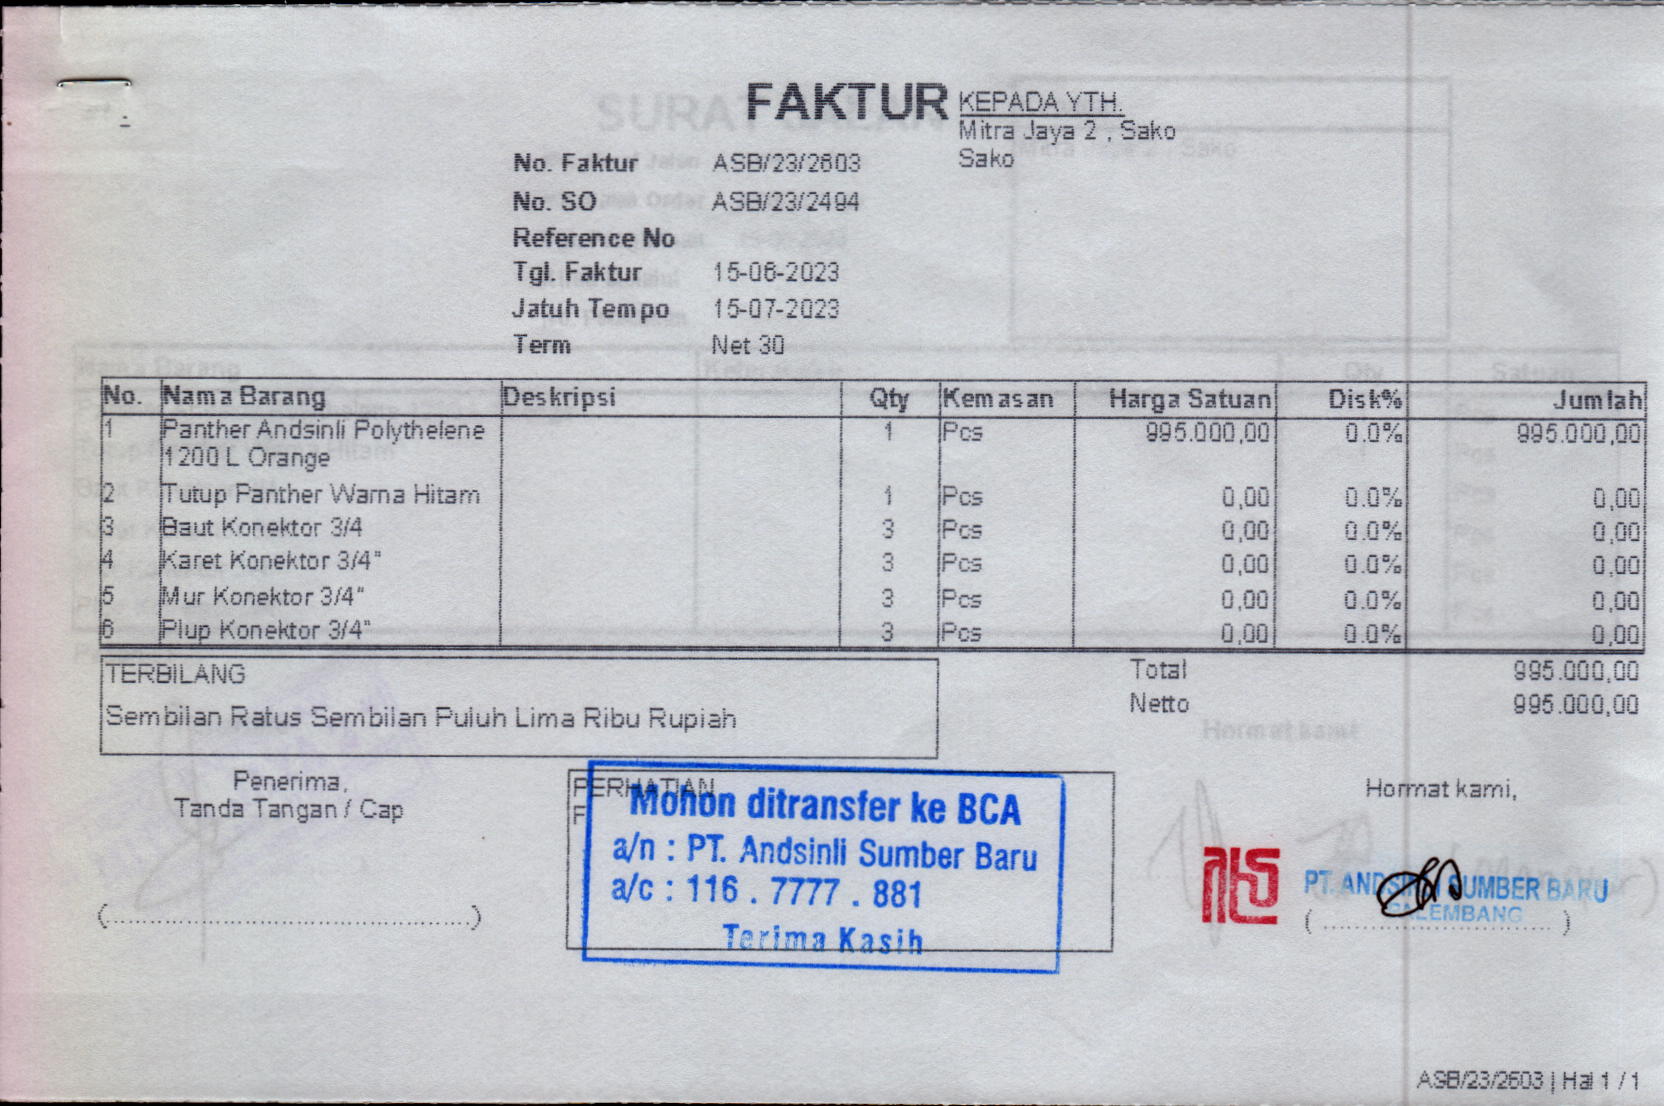 FAKTUR
KEPADA YTH.
Mitra Jaya 2 , Sako
Sako
No. Faktur ASB/23/2603
No. SO ASB/23/2494
Reference No
Tgl. Faktur 15-06-2023
Jatuh Tempo 15-07-2023
Term Net 30
No. Nama Barang Deskripsi Qty Kemasan Harga Satuan Disk% Jumlah
1 Panther Andsinli Polythelene 1 Pcs 995.000,00 0.0% 995.000,00
1200 L Orange
2 Tutup Panther Warna Hitam 1 Pcs 0,00 0.0% 0,00
3 Baut Konektor 3/4 3 Pcs 0,00 0.0% 0,00
4 Karet Konektor 3/4" 3 Pcs 0,00 0.0% 0,00
5 Mur Konektor 3/4" 3 Pcs 0,00 0.0% 0,00
6 Plup Konektor 3/4" 3 Pcs 0,00 0.0% 0,00
TERBILANG
Sembilan Ratus Sembilan Puluh Lima Ribu Rupiah
Total 995.000,00
Netto 995.000,00
Penerima,
Tanda Tangan / Cap
PERHATIAN
Mohon ditransfer ke BCA
a/n : PT. Andsinli Sumber Baru
a/c : 116 . 7777 . 881
Terima Kasih
Hormat kami,
PT. ANDSINLI SUMBER BARU
PALEMBANG
ASB/23/2603 | Hal 1 / 1